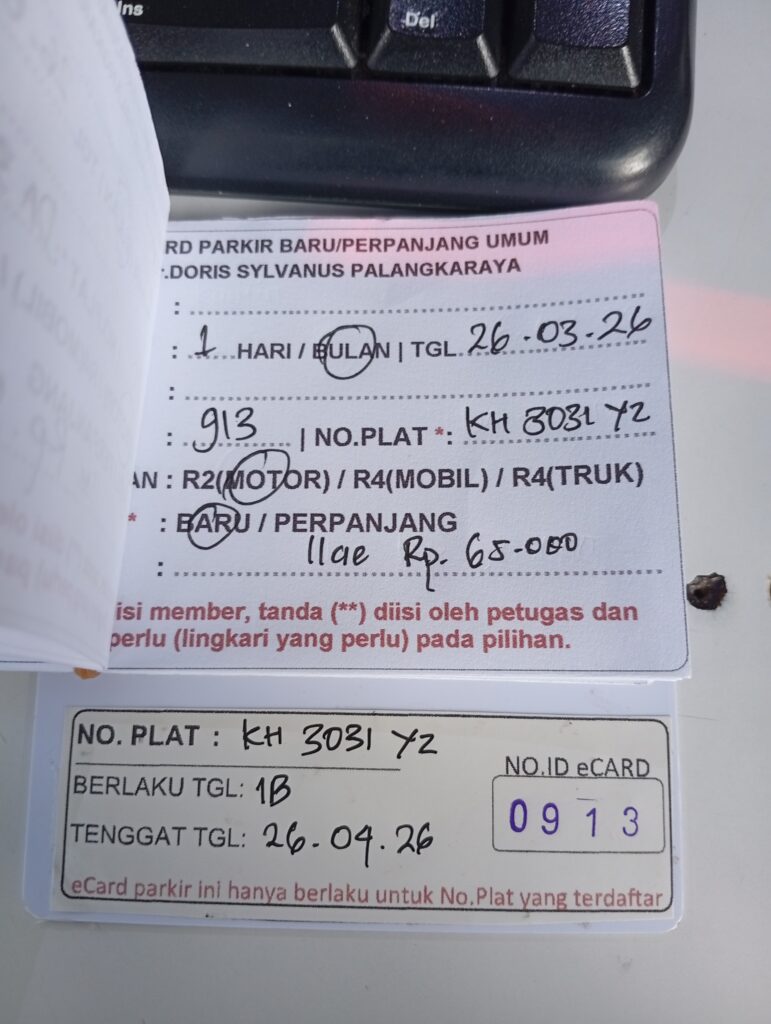 Ins
Del
RD PARKIR BARU/PERPANJANG UMUM
.DORIS SYLVANUS PALANGKARAYA
:
: 1 HARI / BULAN | TGL. 26.03.26
:
: 913 | NO.PLAT *: KH 3031 YZ
AN : R2(MOTOR) / R4(MOBIL) / R4(TRUK)
* : BARU / PERPANJANG
: Rp. 65.000
isi member, tanda (**) diisi oleh petugas dan
perlu (lingkari yang perlu) pada pilihan.
NO. PLAT : KH 3031 YZ
BERLAKU TGL: 1B
NO.ID eCARD
0913
TENGGAT TGL: 26.04.26
eCard parkir ini hanya berlaku untuk No.Plat yang terdaftar